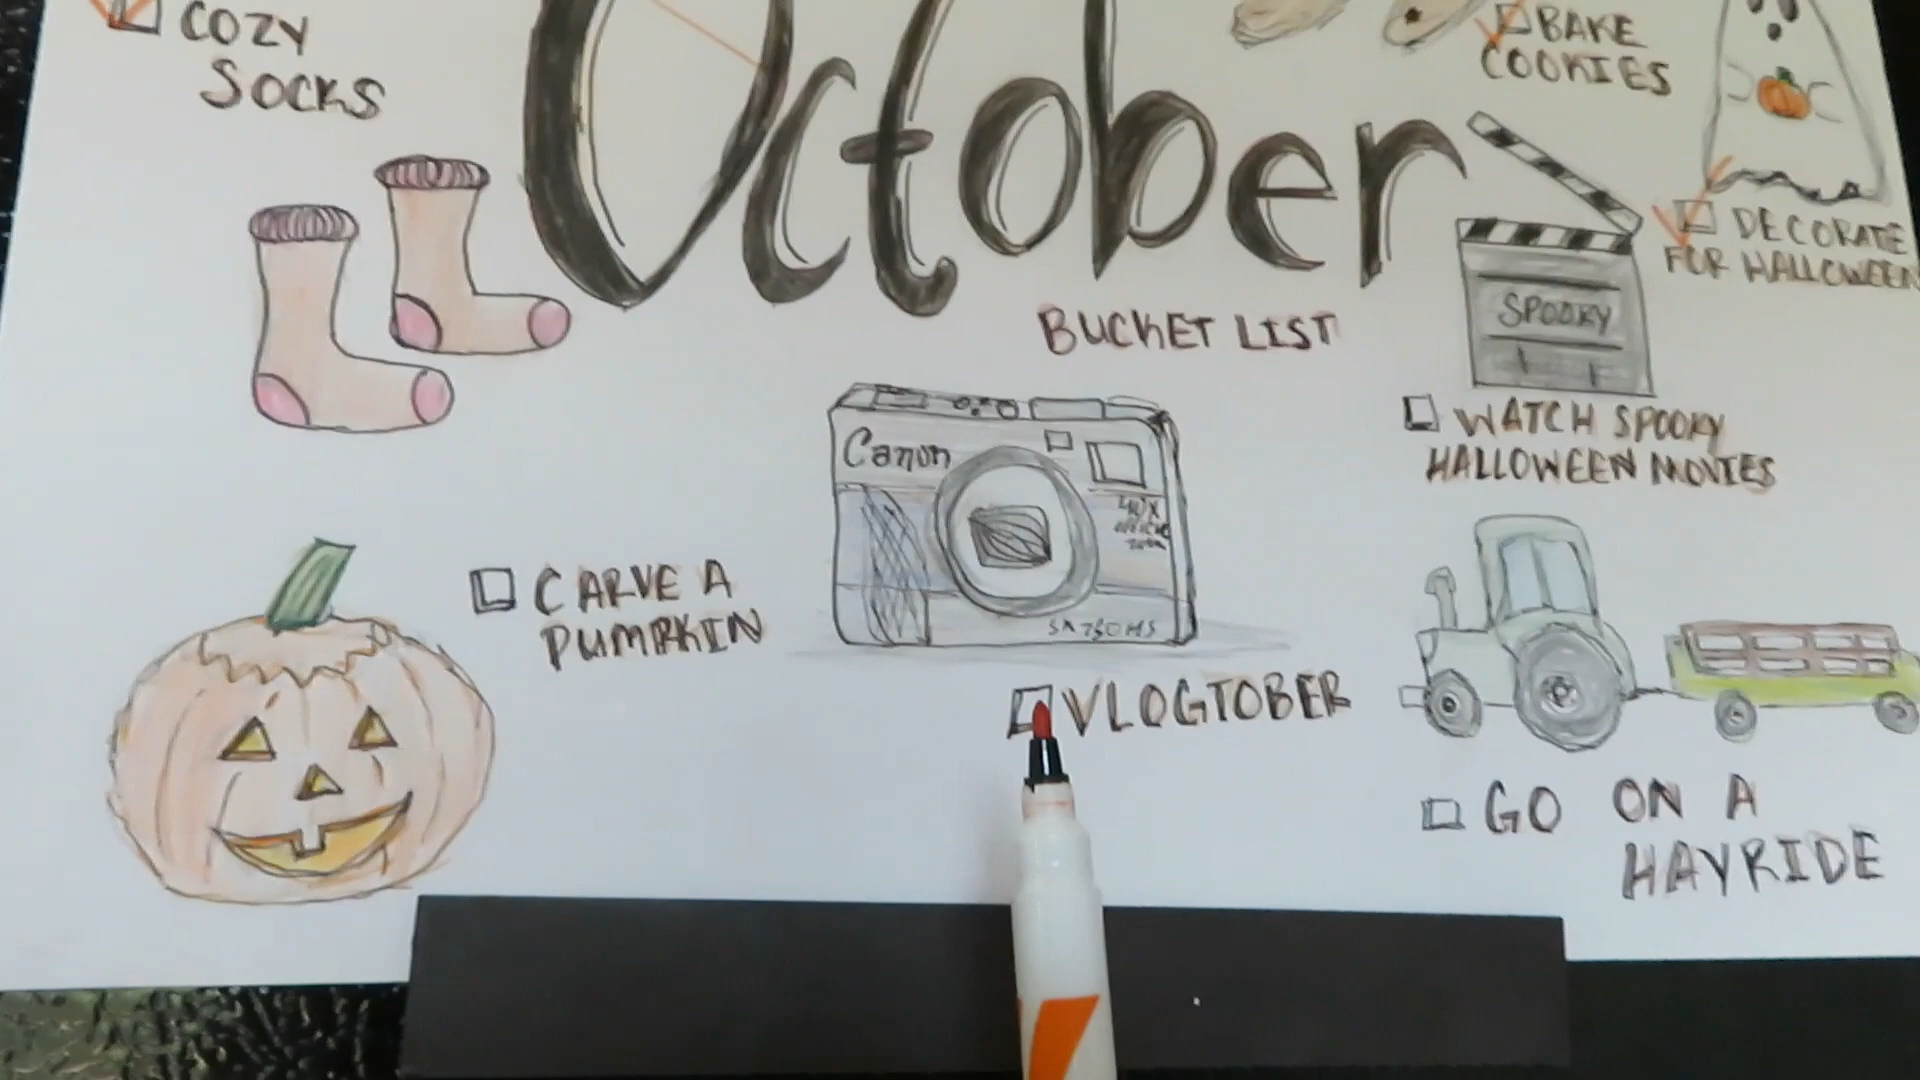 COZY
SOCKS
October
BUCKET LIST
BAKE
COOKIES
DECORATE
FOR HALLOWEEN
SPOOKY
WATCH SPOOKY
HALLOWEEN MOVIES
Canon
CARVE A
PUMPKIN
VLOGTOBER
GO ON A
HAYRIDE